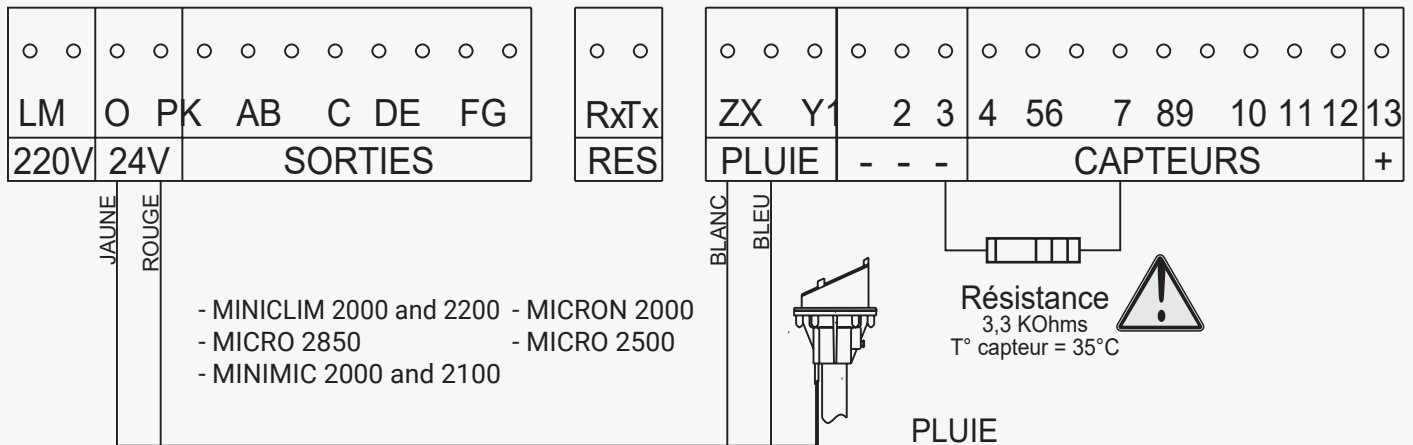 LM O PK AB C DE FG RxTx ZX Y1 2 3 4 56 7 89 10 11 12 13
220V 24V SORTIES RES PLUIE - - - CAPTEURS +
JAUNE
ROUGE
BLANC
BLEU
- MINICLIM 2000 and 2200 - MICRON 2000
- MICRO 2850 - MICRO 2500
- MINIMIC 2000 and 2100
Résistance
3,3 KOhms
T° capteur = 35°C
PLUIE